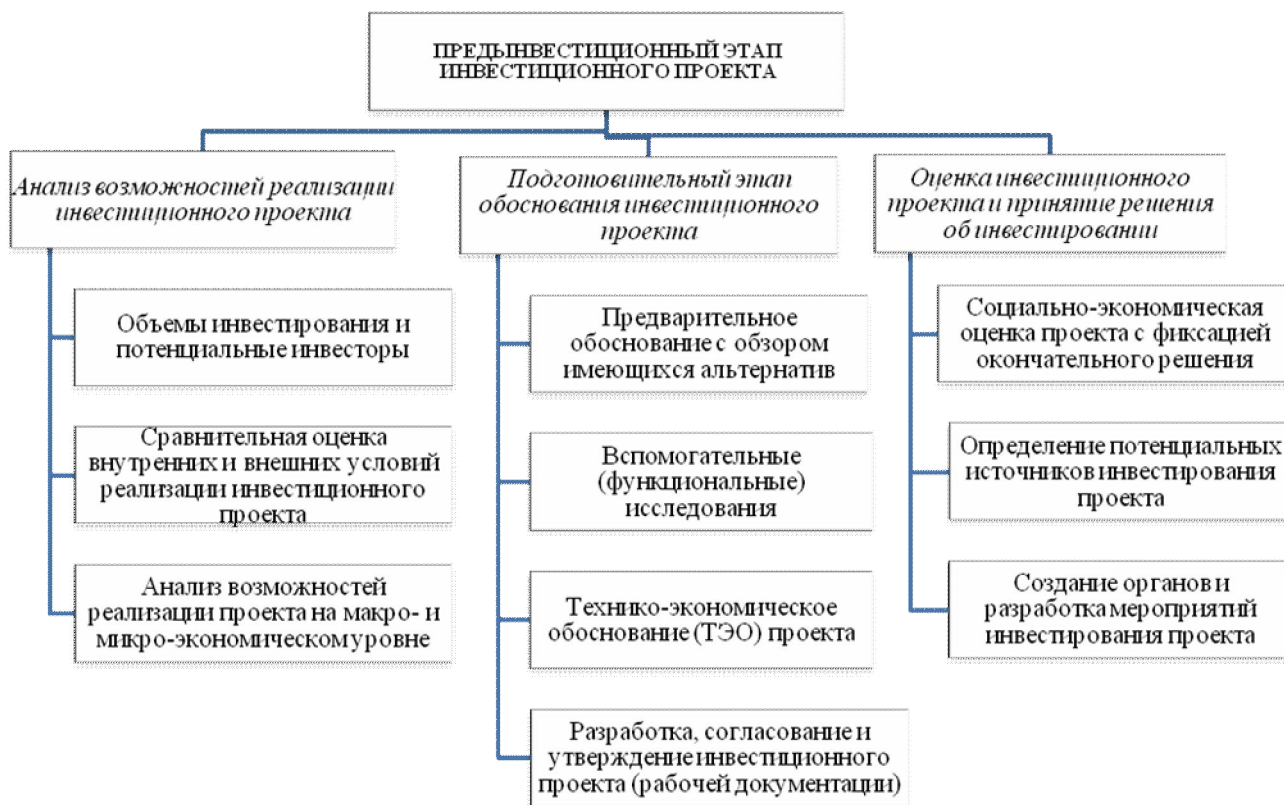 ПРЕДЫНВЕСТИЦИОННЫЙ ЭТАП
ИНВЕСТИЦИОННОГО ПРОЕКТА
Анализ возможностей реализации
инвестиционного проекта
Объемы инвестирования и
потенциальные инвесторы
Сравнительная оценка
внутренних и внешних условий
реализации инвестиционного
проекта
Анализ возможностей
реализации проекта на макро- и
микро-экономическом уровне
Подготовительный этап
обоснования инвестиционного
проекта
Предварительное
обоснование с обзором
имеющихся альтернатив
Вспомогательные
(функциональные)
исследования
Технико-экономическое
обоснование (ТЭО) проекта
Разработка, согласование и
утверждение инвестиционного
проекта (рабочей документации)
Оценка инвестиционного
проекта и принятие решения
об инвестировании
Социально-экономическая
оценка проекта с фиксацией
окончательного решения
Определение потенциальных
источников инвестирования
проекта
Создание органов и
разработка мероприятий
инвестирования проекта